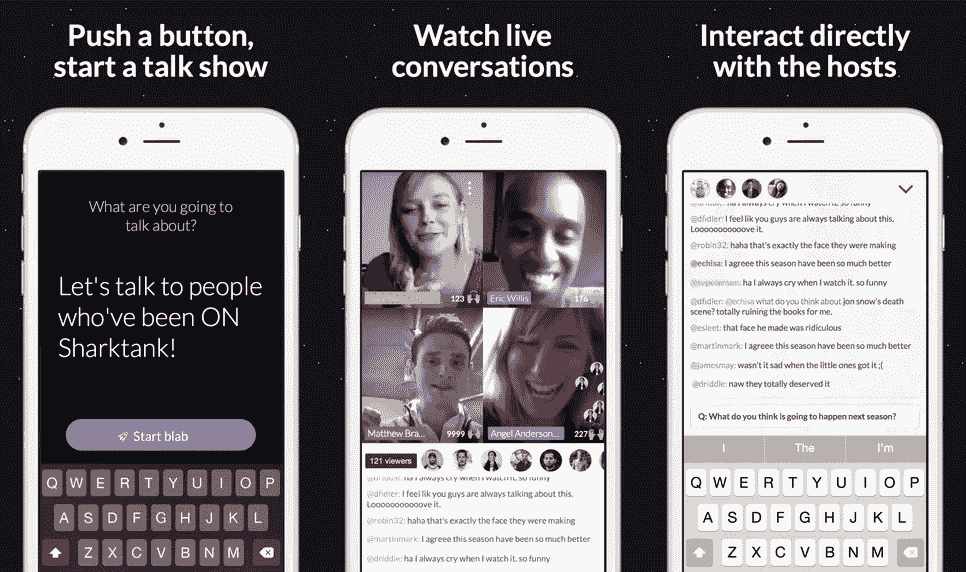 Push a button,
start a talk show
What are you going to
talk about?
Let's talk to people
who've been ON
Sharktank!
Start blab
Q W E R T Y U I O P
A S D F G H J K L
Z X C V B N M
Watch live
conversations
123
Eric Willis
176
Matthew Bra...
9999
Angel Anderson...
227
121 viewers
ha I always cry when I watch it. so funny
@dfidler: I feel lik you guys are always talking about this.
Looooooooooove it.
@robin32: haha that's exactly the face they were making
@martinmark: I agreee this season have been so much better
@driddle: ha I always cry when I watch it. so funny
Interact directly
with the hosts
@driddle: ha I always cry when I watch it. so funny
@dfidler: I feel lik you guys are always talking about this.
Looooooooooove it.
@robin32: haha that's exactly the face they were making
@echisa: I agreee this season have been so much better
ha I always cry when I watch it. so funny
@dfidler: @echisa what do you think about jon snow's death
scene? totally ruining the books for me.
@esleet: that face he made was ridiculous
@martinmark: I agreee this season have been so much better
@jamesmay: wasn't it sad when the little ones got it ;(
@driddle: naw they totally deserved it
Q: What do you think is going to happen next season?
I The I'm
Q W E R T Y U I O P
A S D F G H J K L
Z X C V B N M